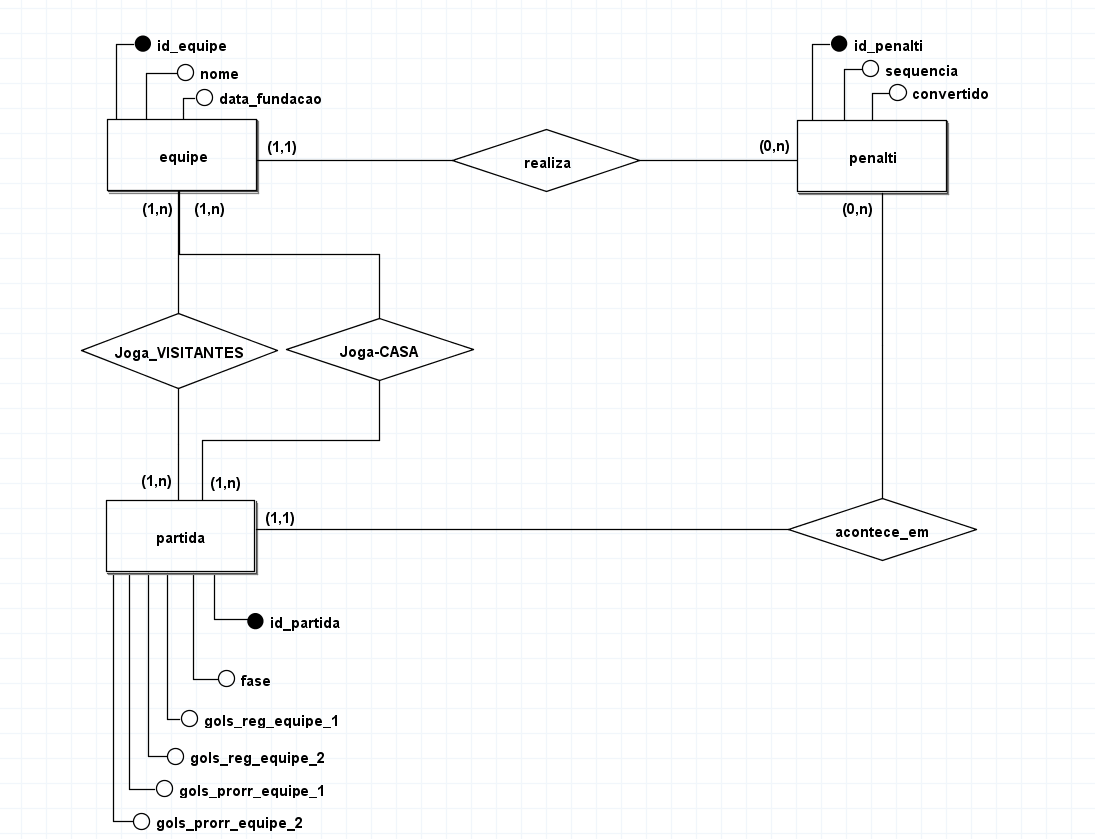 id_equipe
nome
data_fundacao
equipe
(1,1)
realiza
(0,n)
id_penalti
sequencia
convertido
penalti
(0,n)
(1,n) (1,n)
Joga_VISITANTES
Joga-CASA
(1,n) (1,n)
partida
(1,1)
acontece_em
id_partida
fase
gols_reg_equipe_1
gols_reg_equipe_2
gols_prorr_equipe_1
gols_prorr_equipe_2